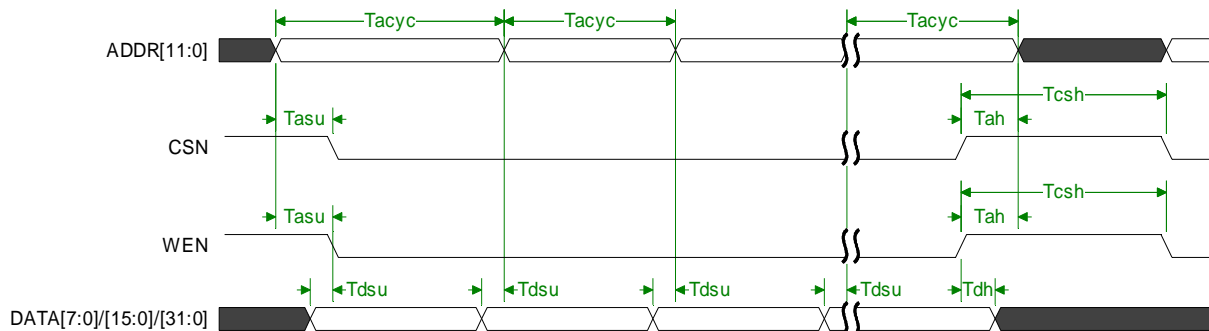 Tacyc Tacyc Tacyc
ADDR[11:0]
Tcsh
Tasu Tah
CSN
Tcsh
Tasu Tah
WEN
Tdsu Tdsu Tdsu Tdsu Tdh
DATA[7:0]/[15:0]/[31:0]